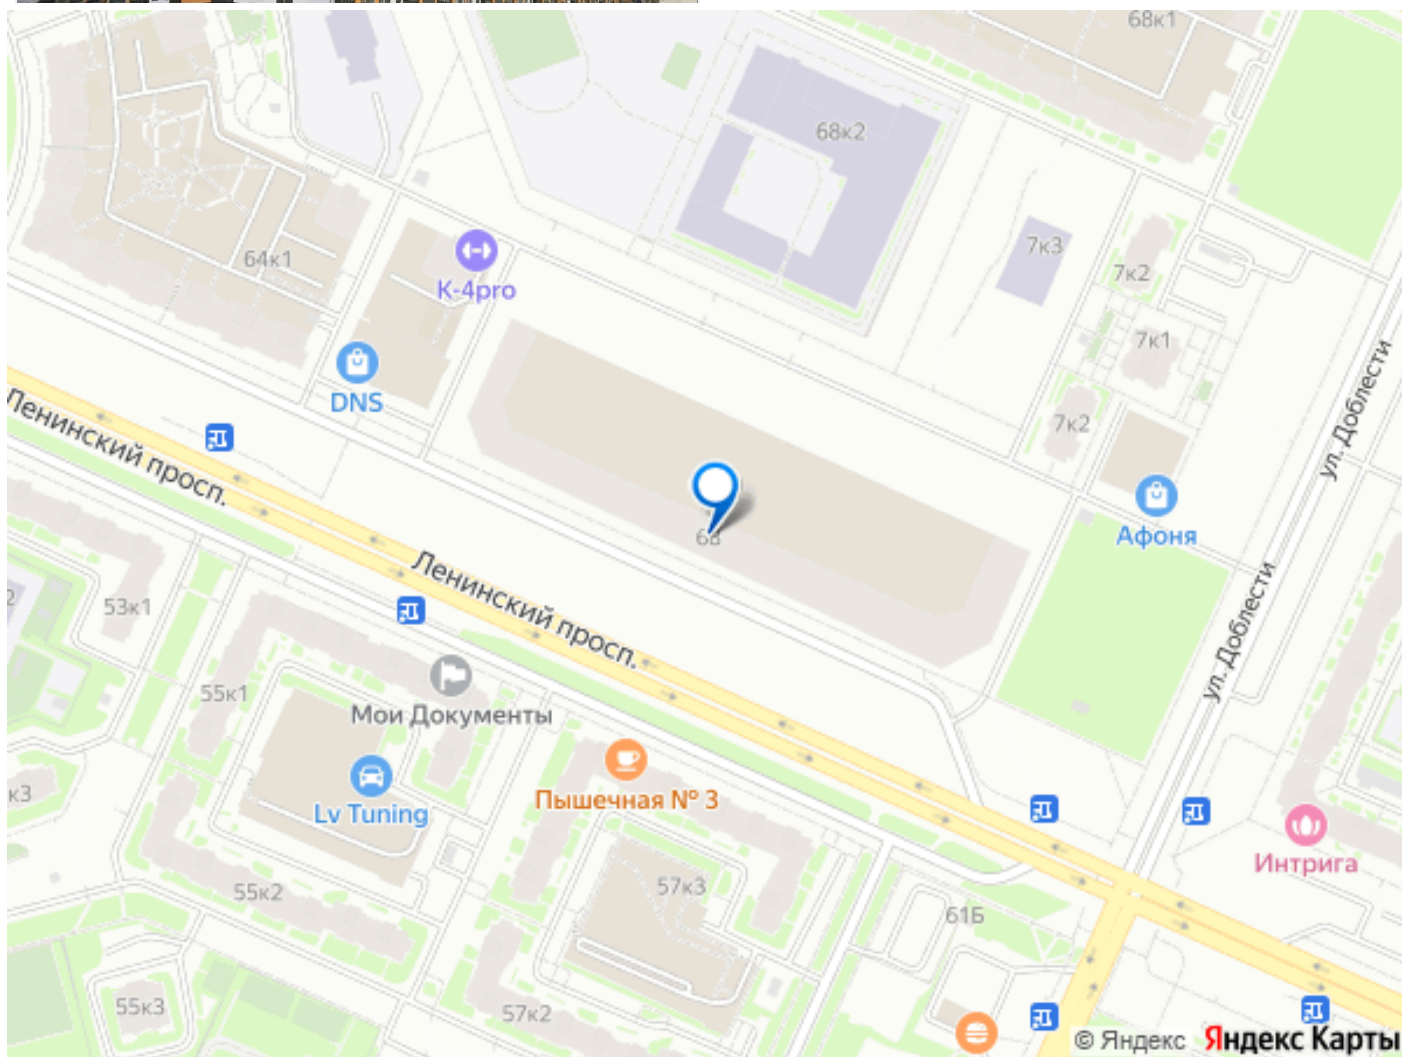 68к1
68к2
7к3
7к2
64к1
K-4pro
7к1
DNS
ул. Доблести
7к2
Ленинский просп.
Афоня
Ленинский просп.
53к1
ул. Доблести
55к1
Мои Документы
к3
Lv Tuning
Пышечная № 3
Интрига
55к2
57к3
61Б
55к3
57к2
© Яндекс Яндекс Карты